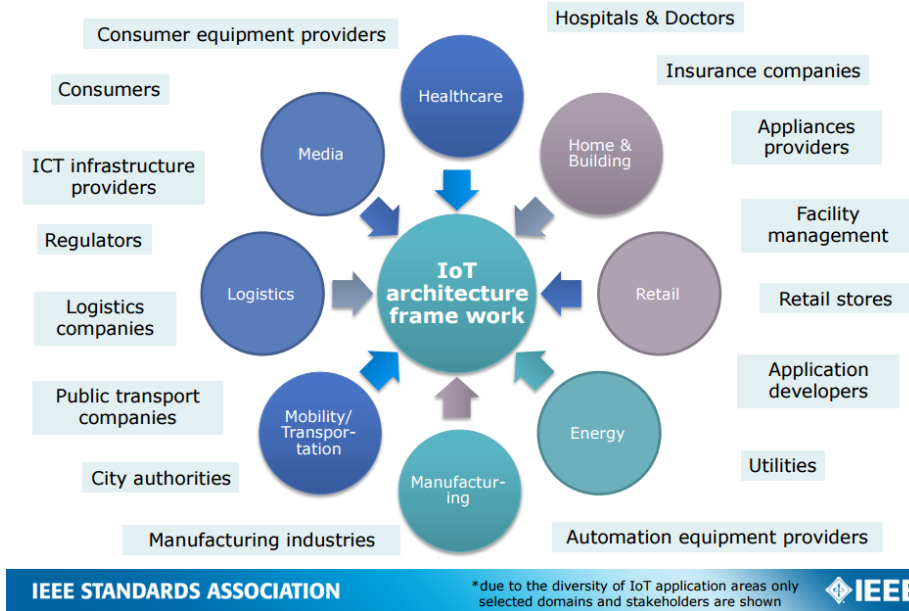 Hospitals & Doctors
Consumer equipment providers
Insurance companies
Consumers
Healthcare
Appliances
providers
Media
Home &
Building
ICT infrastructure
providers
Facility
management
Regulators
IoT
architecture
frame work
Logistics
Retail
Retail stores
Logistics
companies
Application
developers
Public transport
companies
Mobility/
Transpor-
tation
Energy
Utilities
City authorities
Manufactur-
ing
Manufacturing industries
Automation equipment providers
IEEE STANDARDS ASSOCIATION
*due to the diversity of IoT application areas only
selected domains and stakeholders are shown
IEEE